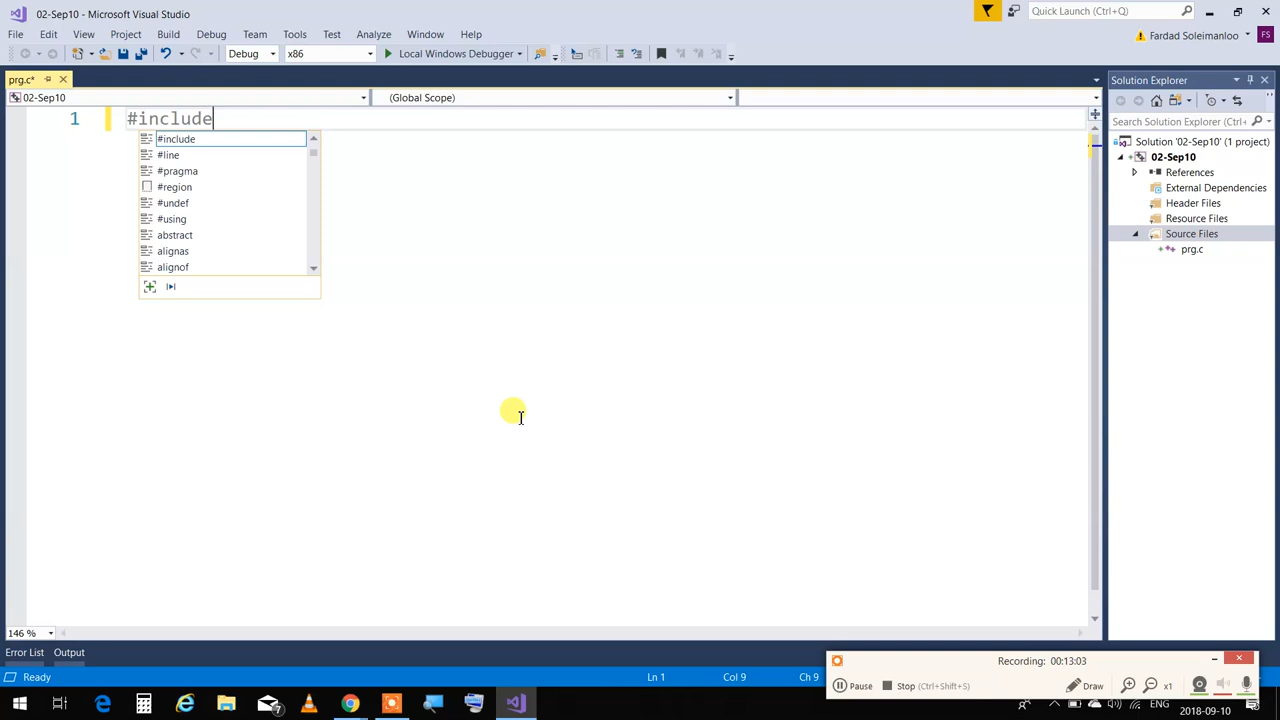 02-Sep10 - Microsoft Visual Studio
Quick Launch (Ctrl+Q)
File Edit View Project Build Debug Team Tools Test Analyze Window Help
Fardad Soleimanloo FS
Debug x86 Local Windows Debugger
prg.c*
02-Sep10 (Global Scope)
1 #include
#include
#line
#pragma
#region
#undef
#using
abstract
alignas
alignof
Solution Explorer
Search Solution Explorer (Ctrl+
Solution '02-Sep10' (1 project)
02-Sep10
References
External Dependencies
Header Files
Resource Files
Source Files
prg.c
146 %
Error List Output
Ready Ln 1 Col 9 Ch 9
Recording: 00:13:03
Pause Stop (Ctrl+Shift+S) Draw x1
7 ENG
2018-09-10